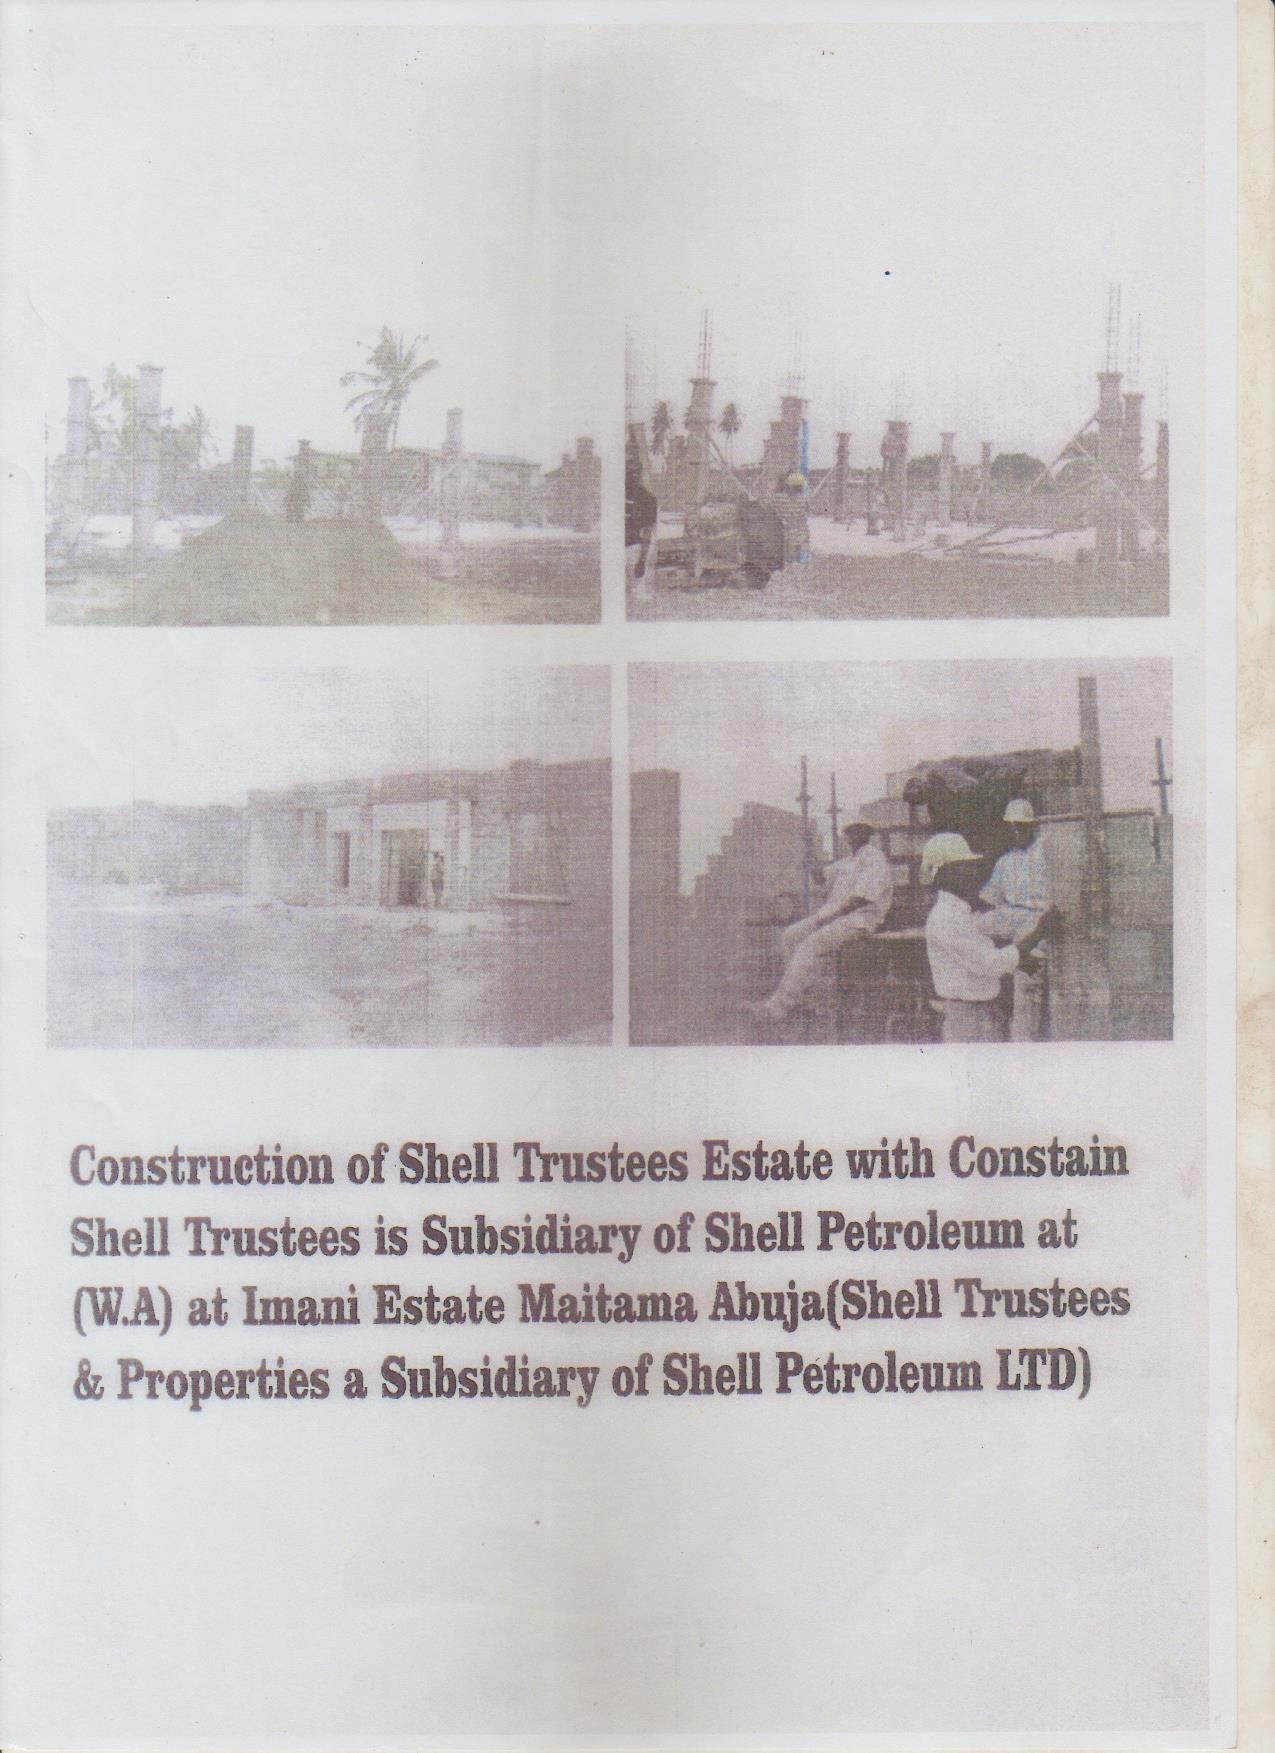 Construction of Shell Trustees Estate with Constain
Shell Trustees is Subsidiary of Shell Petroleum at
(W.A) at Imani Estate Maitama Abuja(Shell Trustees
& Properties a Subsidiary of Shell Petroleum LTD)